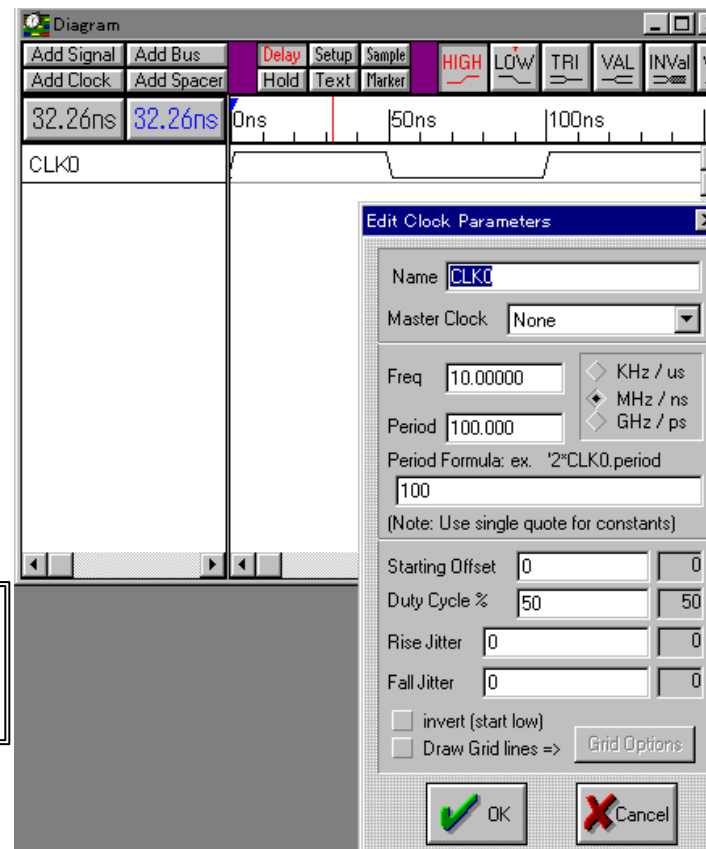 Diagram
Add Signal Add Bus Delay Setup Sample HIGH LOW TRI VAL INVal
Add Clock Add Spacer Hold Text Marker
32.26ns 32.26ns 0ns 50ns 100ns
CLK0
Edit Clock Parameters
Name CLK0
Master Clock None
Freq 10.00000 KHz / us
MHz / ns
Period 100.000 GHz / ps
Period Formula: ex. '2*CLK0.period
100
(Note: Use single quote for constants)
Starting Offset 0 0
Duty Cycle % 50 50
Rise Jitter 0 0
Fall Jitter 0 0
invert (start low)
Draw Grid lines => Grid Options
OK Cancel